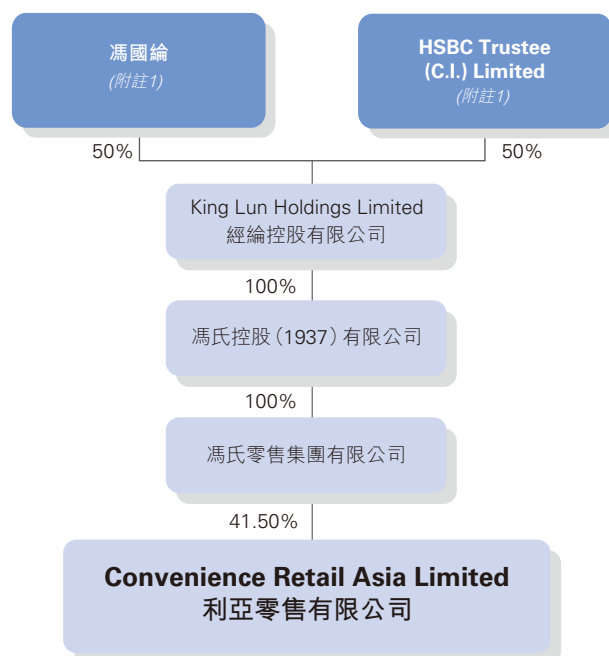 馮國綸
(附註1)
HSBC Trustee
(C.I.) Limited
(附註1)
50%
50%
King Lun Holdings Limited
經綸控股有限公司
100%
馮氏控股（1937）有限公司
100%
馮氏零售集團有限公司
41.50%
Convenience Retail Asia Limited
利亞零售有限公司